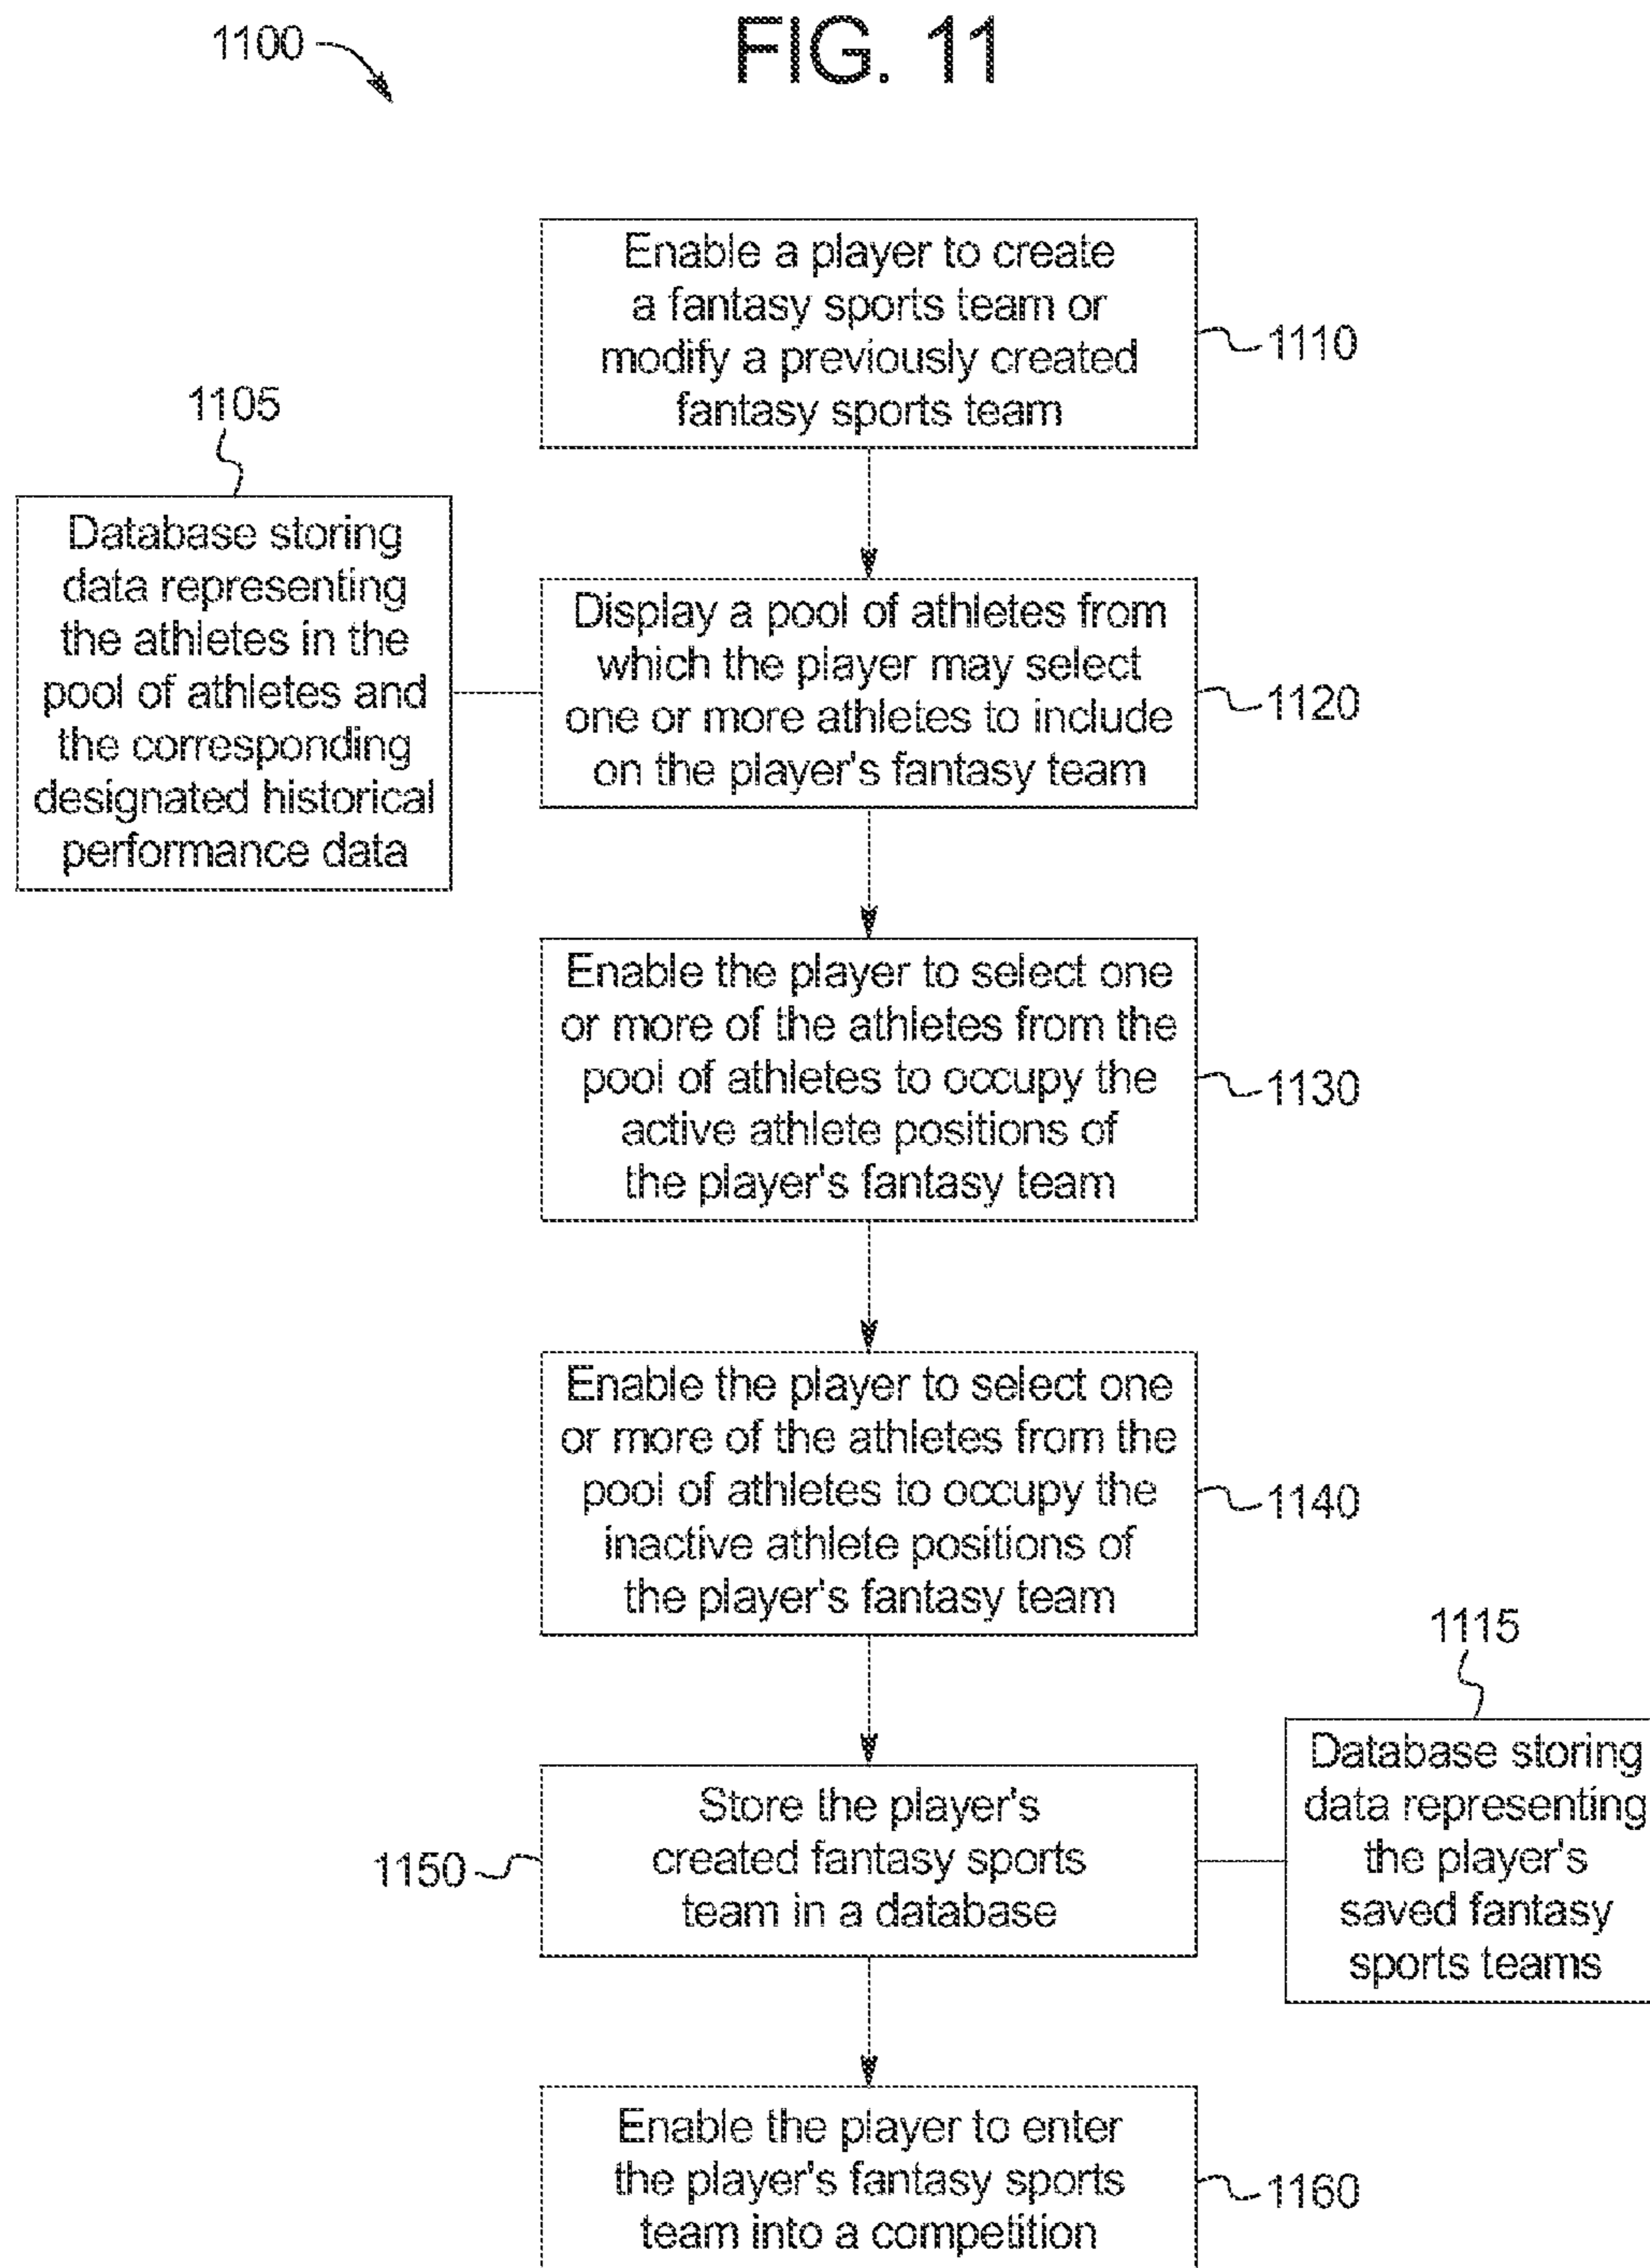 FIG. 11
1100
Enable a player to create
a fantasy sports team or
modify a previously created
fantasy sports team
1110
1105
Database storing
data representing
the athletes in the
pool of athletes and
the corresponding
designated historical
performance data
Display a pool of athletes from
which the player may select
one or more athletes to include
on the player's fantasy team
1120
Enable the player to select one
or more of the athletes from the
pool of athletes to occupy the
active athlete positions of
the player's fantasy team
1130
Enable the player to select one
or more of the athletes from the
pool of athletes to occupy the
inactive athlete positions of
the player's fantasy team
1140
1115
Database storing
data representing
the player's
saved fantasy
sports teams
Store the player's
created fantasy sports
team in a database
1150
Enable the player to enter
the player's fantasy sports
team into a competition
1160